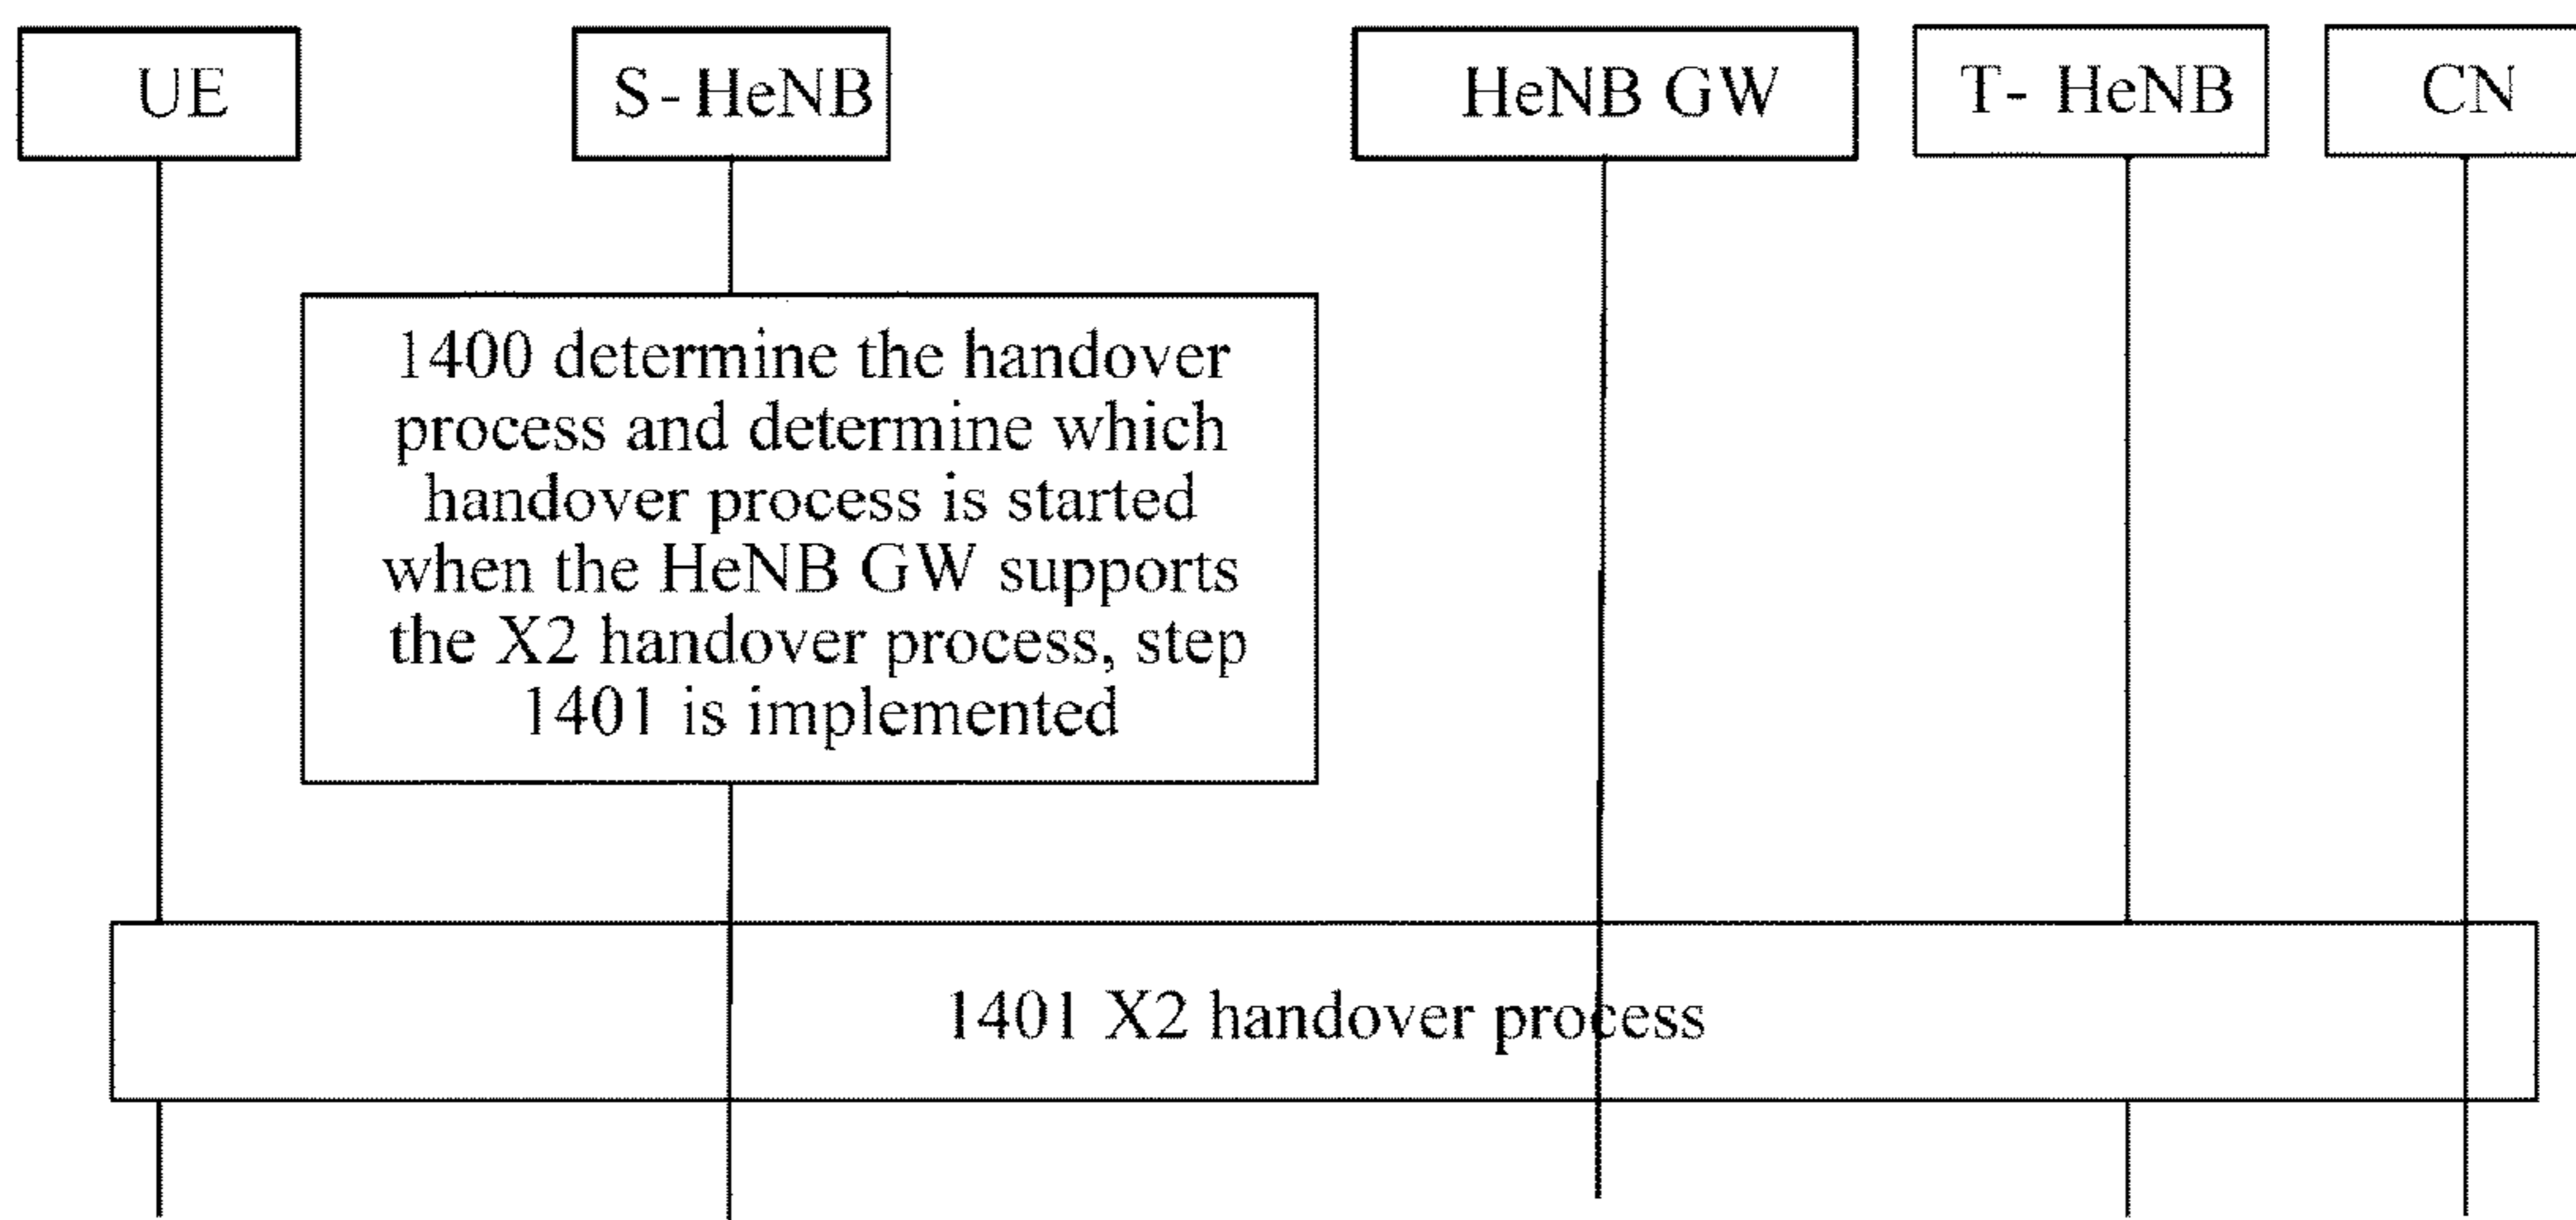 UE
S-HeNB
HeNB GW
T- HeNB
CN
1400 determine the handover
process and determine which
handover process is started
when the HeNB GW supports
the X2 handover process, step
1401 is implemented
1401 X2 handover process